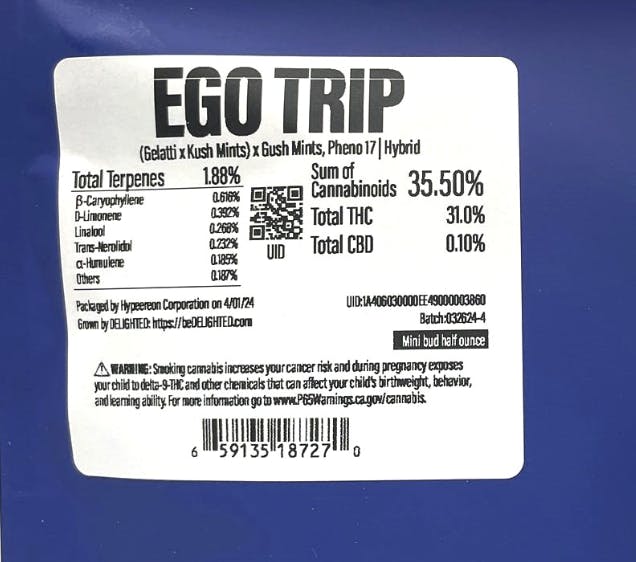 EGO TRIP
(Gelatti x Kush Mints) x Gush Mints, Pheno 17 | Hybrid
Total Terpenes 1.88%
β-Caryophyllene 0.616%
D-Limonene 0.392%
Linalool 0.268%
Trans-Nerolidol 0.232%
α-Humulene 0.185%
Others 0.187%
UID
Sum of
Cannabinoids 35.50%
Total THC 31.0%
Total CBD 0.10%
Packaged by Hypeereon Corporation on 4/01/24
Grown by DELIGHTED: https://beDELIGHTED.com
UID:1A406030000EE49000003860
Batch:032624-4
Mini bud half ounce
⚠ WARNING: Smoking cannabis increases your cancer risk and during pregnancy exposes
your child to delta-9-THC and other chemicals that can affect your child's birthweight, behavior,
and learning ability. For more information go to www.P65Warnings.ca.gov/cannabis.
6 59135 18727 0